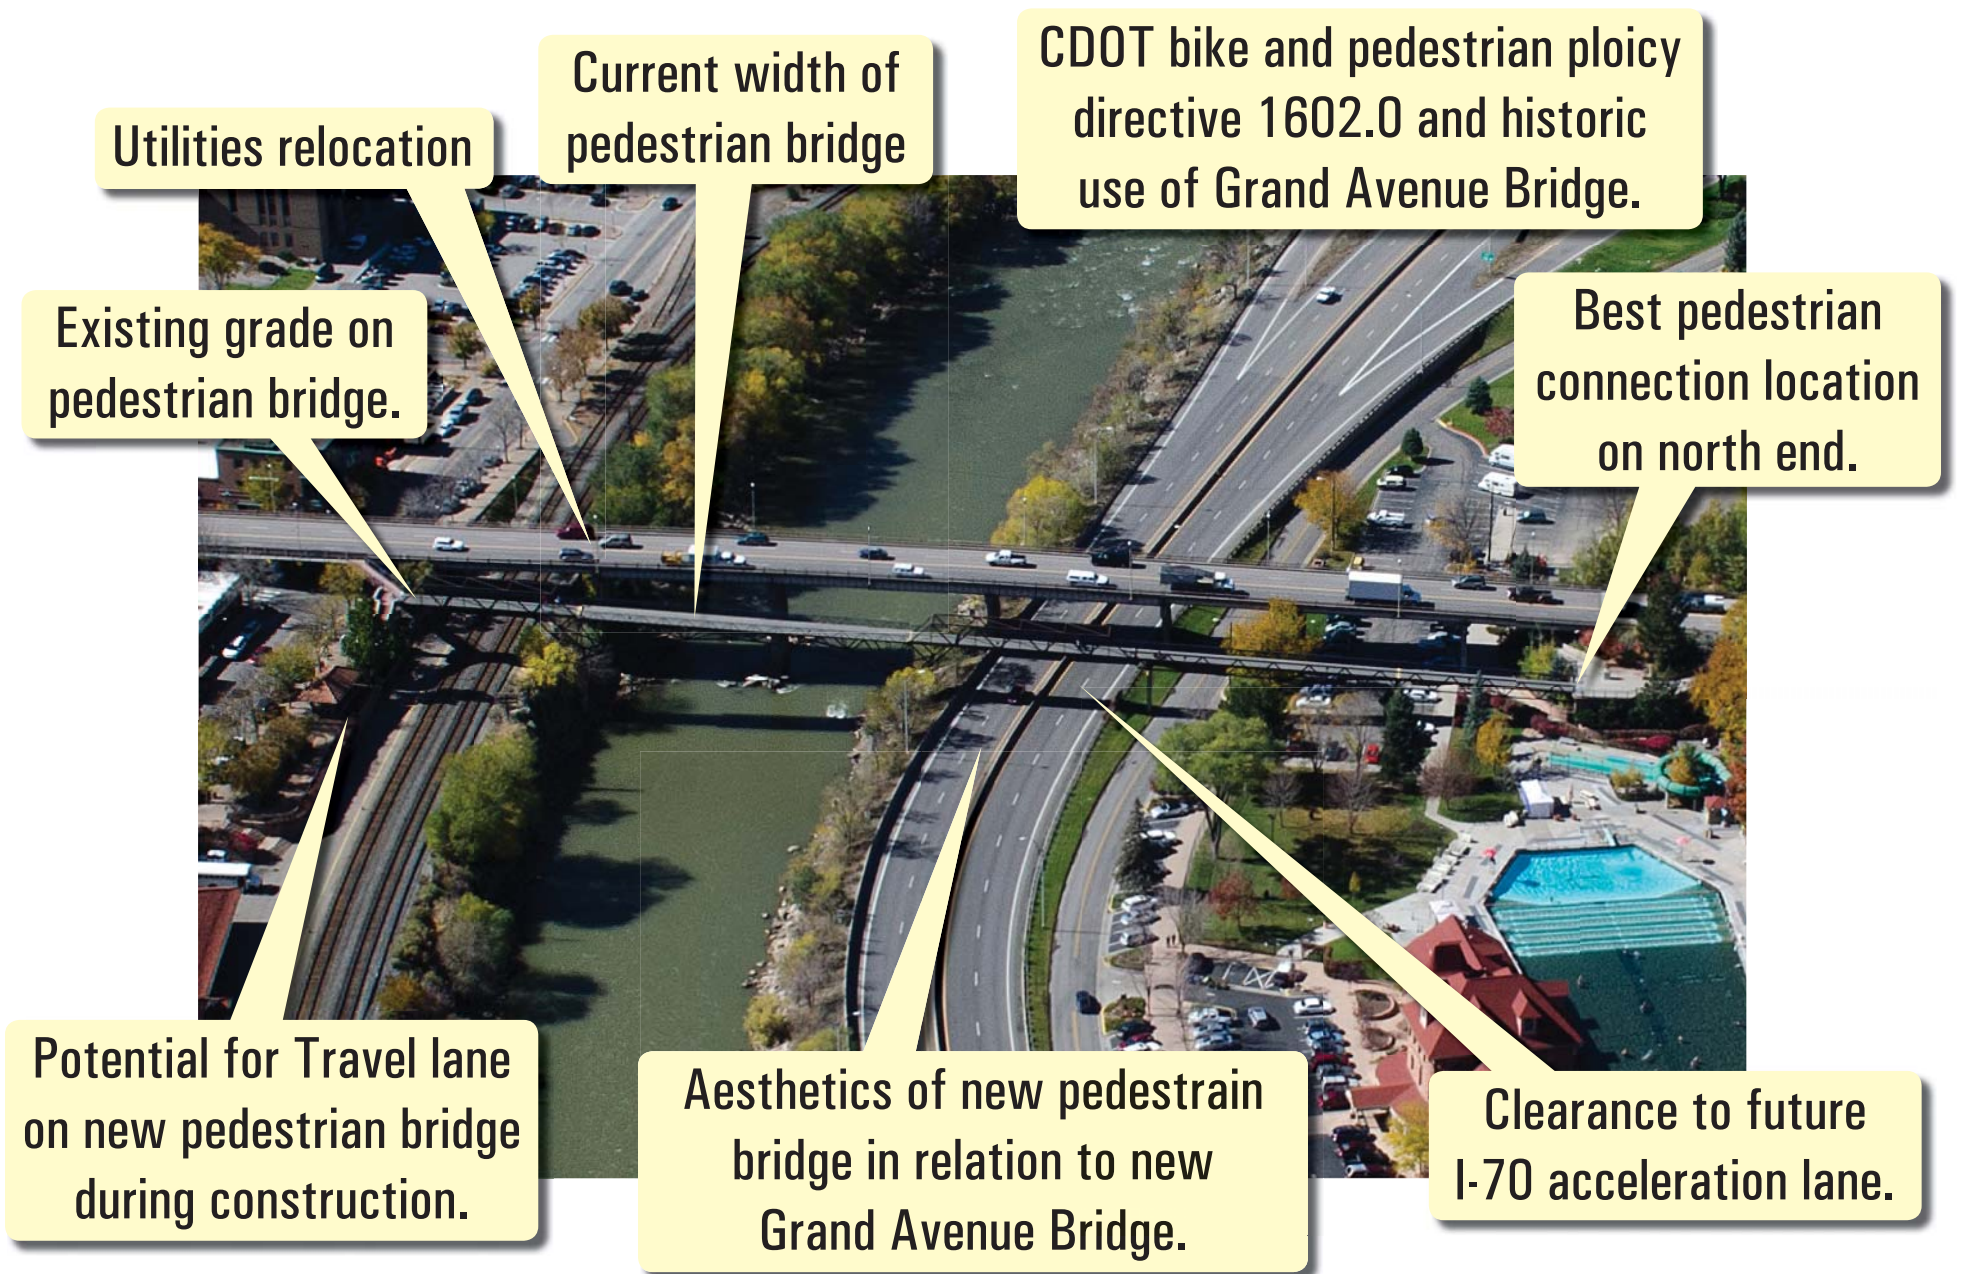 Utilities relocation
Current width of
pedestrian bridge
CDOT bike and pedestrian ploicy
directive 1602.0 and historic
use of Grand Avenue Bridge.
Existing grade on
pedestrian bridge.
Best pedestrian
connection location
on north end.
Potential for Travel lane
on new pedestrian bridge
during construction.
Aesthetics of new pedestrain
bridge in relation to new
Grand Avenue Bridge.
Clearance to future
I-70 acceleration lane.